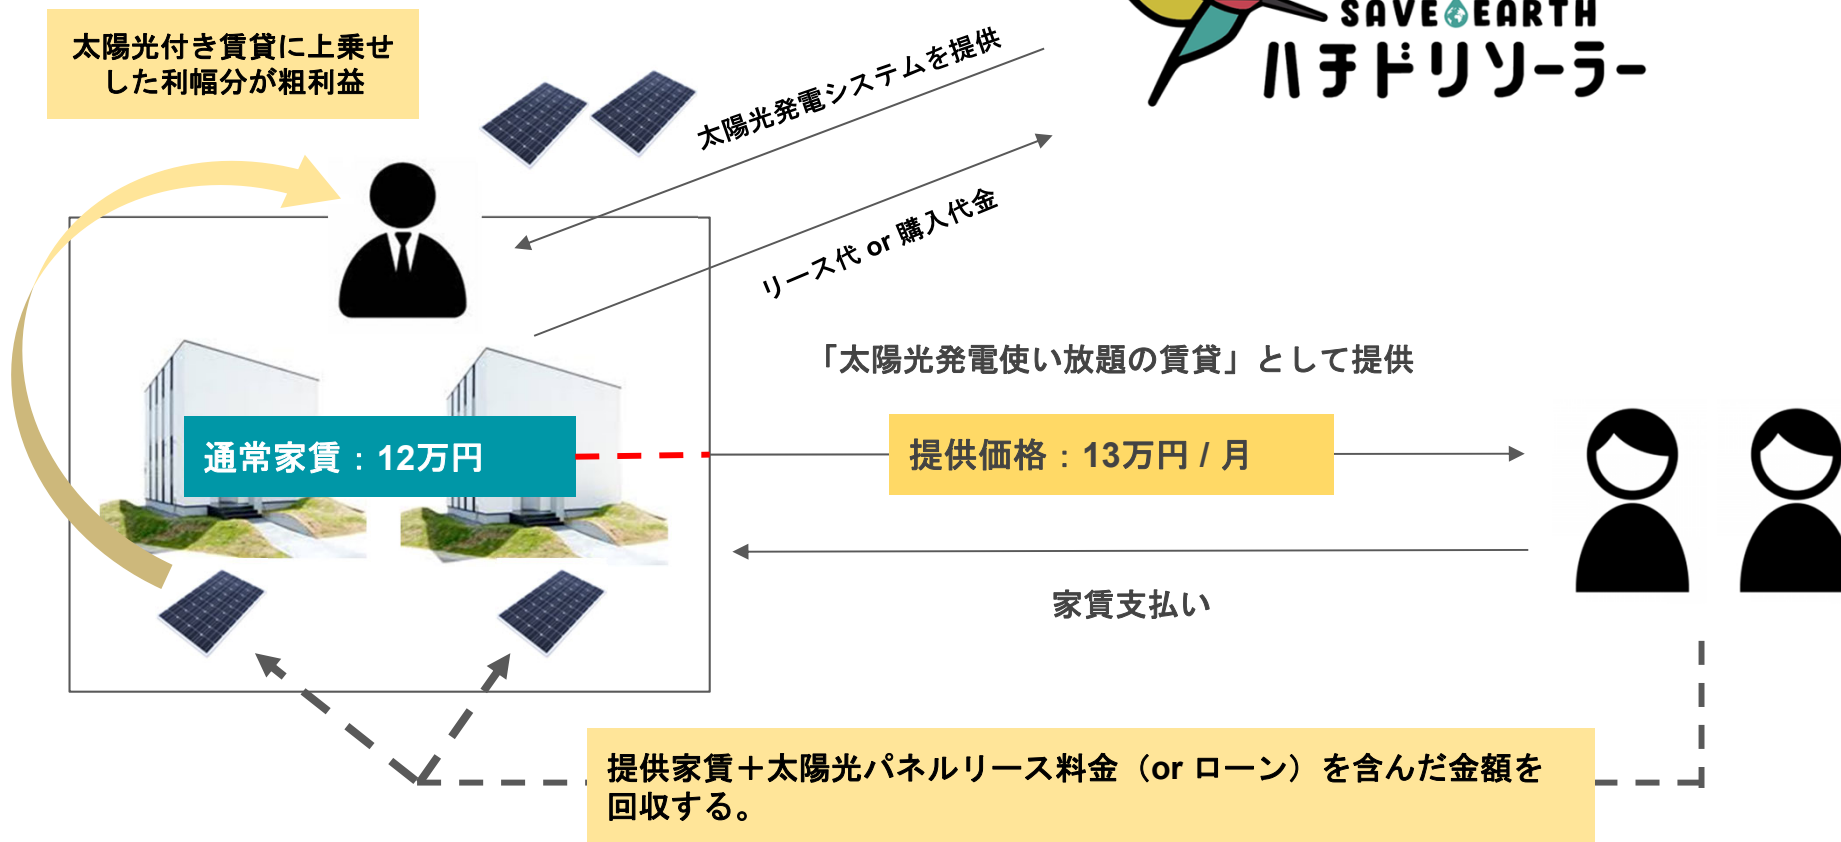 SAVE EARTH
ハチドリソーラー
太陽光付き賃貸に上乗せ
した利幅分が粗利益
太陽光発電システムを提供
リース代 or 購入代金
「太陽光発電使い放題の賃貸」として提供
通常家賃：12万円
提供価格：13万円 / 月
家賃支払い
提供家賃＋太陽光パネルリース料金（or ローン）を含んだ金額を
回収する。